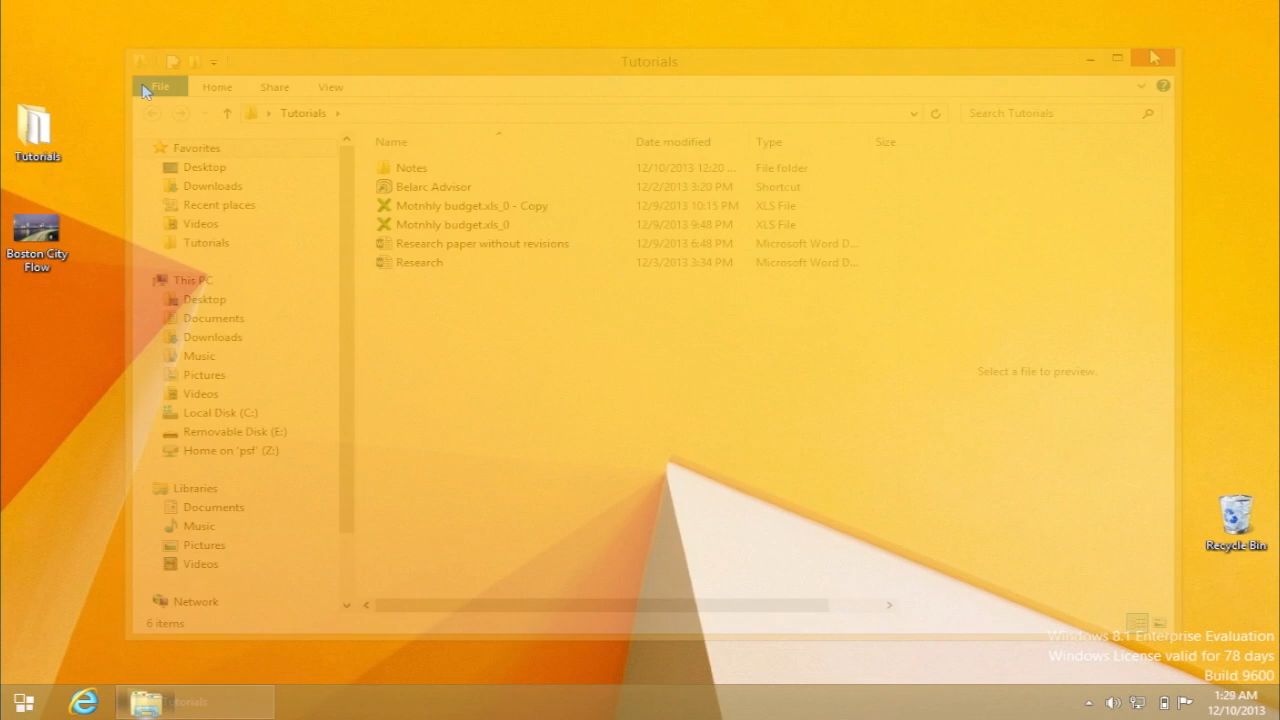 Tutorials
File Home Share View
Tutorials
Search Tutorials
Name Date modified Type Size
Favorites
Desktop
Downloads
Recent places
Videos
Tutorials
This PC
Desktop
Documents
Downloads
Music
Pictures
Videos
Local Disk (C:)
Removable Disk (E:)
Home on 'psf' (Z:)
Libraries
Documents
Music
Pictures
Videos
Network
6 items
Notes 12/10/2013 12:20 ... File folder
Belarc Advisor 12/2/2013 3:20 PM Shortcut
Motnhly budget.xls_0 - Copy 12/9/2013 10:15 PM XLS File
Motnhly budget.xls_0 12/9/2013 9:48 PM XLS File
Research paper without revisions 12/9/2013 6:48 PM Microsoft Word D...
Research 12/3/2013 3:34 PM Microsoft Word D...
Select a file to preview.
Tutorials
Boston City
Flow
Recycle Bin
Windows 8.1 Enterprise Evaluation
Windows License valid for 78 days
Build 9600
Tutorials
1:29 AM
12/10/2013